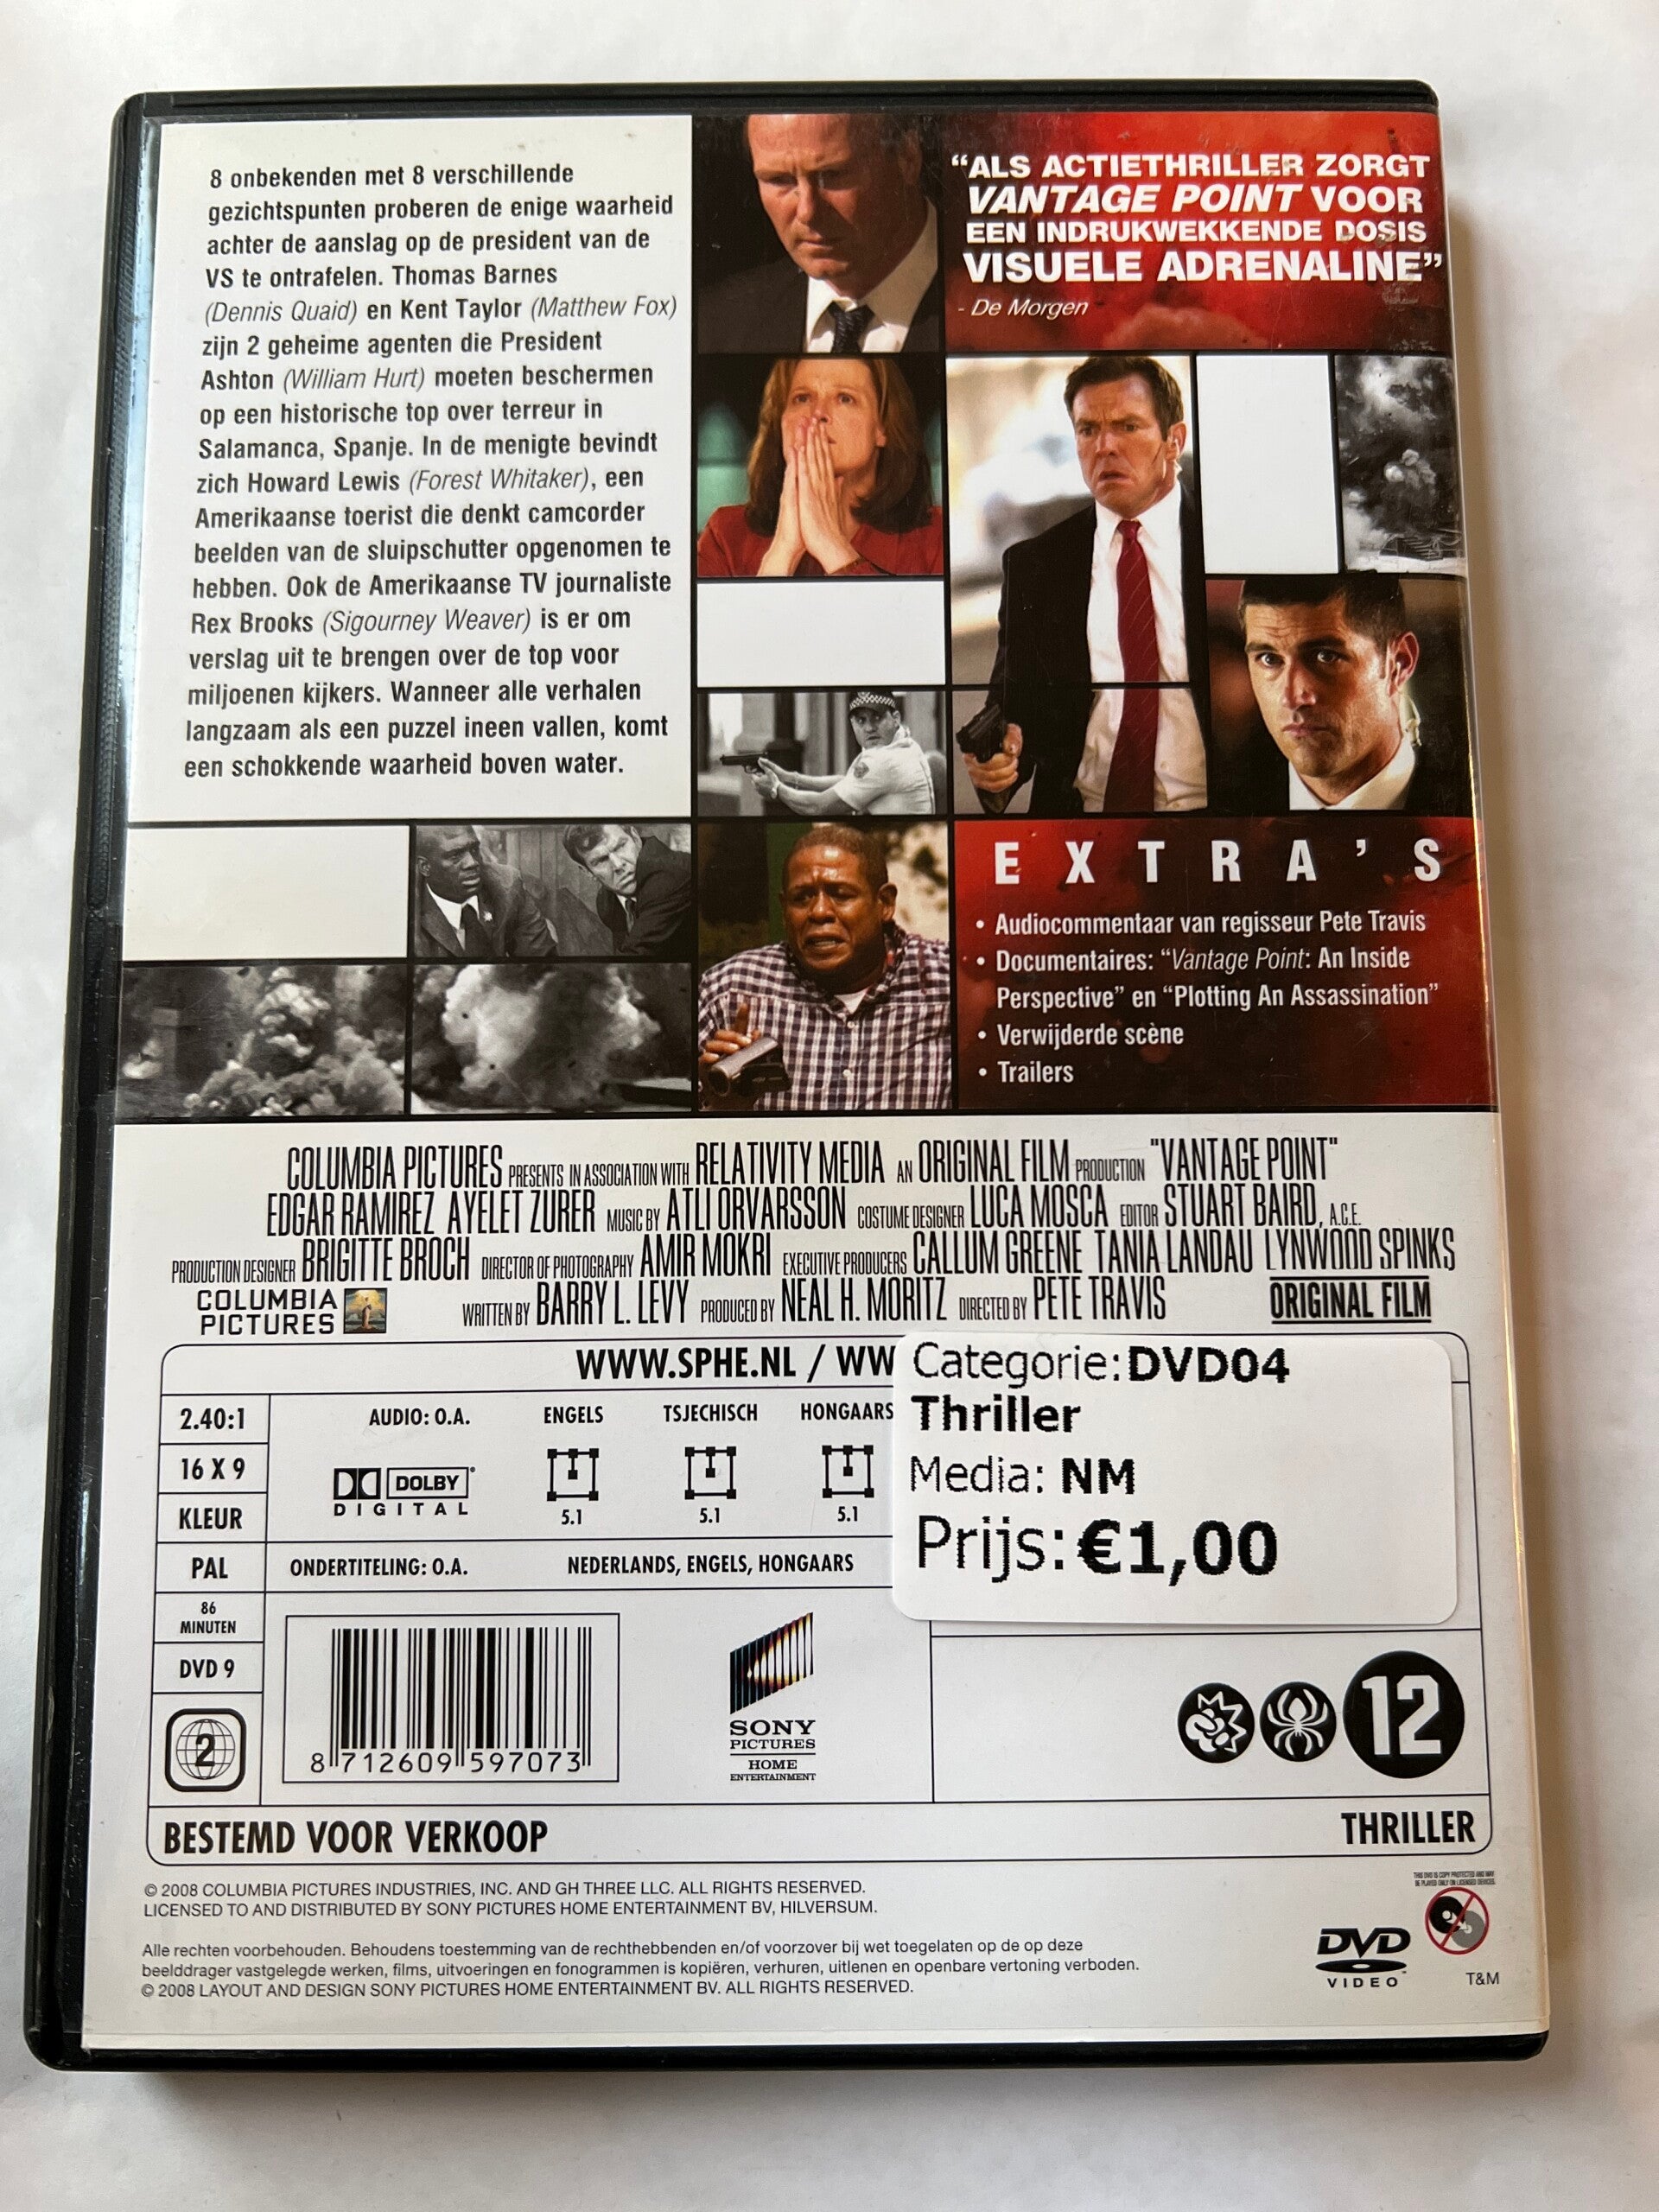 8 onbekenden met 8 verschillende
gezichtspunten proberen de enige waarheid
achter de aanslag op de president van de
VS te ontrafelen. Thomas Barnes
(Dennis Quaid) en Kent Taylor (Matthew Fox)
zijn 2 geheime agenten die President
Ashton (William Hurt) moeten beschermen
op een historische top over terreur in
Salamanca, Spanje. In de menigte bevindt
zich Howard Lewis (Forest Whitaker), een
Amerikaanse toerist die denkt camcorder
beelden van de sluipschutter opgenomen te
hebben. Ook de Amerikaanse TV journaliste
Rex Brooks (Sigourney Weaver) is er om
verslag uit te brengen over de top voor
miljoenen kijkers. Wanneer alle verhalen
langzaam als een puzzel ineen vallen, komt
een schokkende waarheid boven water.
“ALS ACTIETHRILLER ZORGT
VANTAGE POINT VOOR
EEN INDRUKWEKKENDE DOSIS
VISUELE ADRENALINE”
- De Morgen
EXTRA’S
• Audiocommentaar van regisseur Pete Travis
• Documentaires: “Vantage Point: An Inside
Perspective” en “Plotting An Assassination”
• Verwijderde scène
• Trailers
COLUMBIA PICTURES PRESENTS IN ASSOCIATION WITH RELATIVITY MEDIA AN ORIGINAL FILM PRODUCTION "VANTAGE POINT"
EDGAR RAMIREZ AYELET ZURER MUSIC BY ATLI ORVARSSON COSTUME DESIGNER LUCA MOSCA EDITOR STUART BAIRD, A.C.E.
PRODUCTION DESIGNER BRIGITTE BROCH DIRECTOR OF PHOTOGRAPHY AMIR MOKRI EXECUTIVE PRODUCERS CALLUM GREENE TANIA LANDAU LYNWOOD SPINKS
COLUMBIA PICTURES WRITTEN BY BARRY L. LEVY PRODUCED BY NEAL H. MORITZ DIRECTED BY PETE TRAVIS ORIGINAL FILM
WWW.SPHE.NL / WW
Categorie: DVD04
Thriller
Media: NM
Prijs: €1,00
2.40:1
16 X 9
KLEUR
PAL
86
MINUTEN
DVD 9
2
AUDIO: O.A. ENGELS TSJECHISCH HONGAARS
DOLBY
DIGITAL
5.1 5.1 5.1
ONDERTITELING: O.A. NEDERLANDS, ENGELS, HONGAARS
8 712609 597073
SONY
PICTURES
HOME
ENTERTAINMENT
12
BESTEMD VOOR VERKOOP THRILLER
© 2008 COLUMBIA PICTURES INDUSTRIES, INC. AND GH THREE LLC. ALL RIGHTS RESERVED.
LICENSED TO AND DISTRIBUTED BY SONY PICTURES HOME ENTERTAINMENT BV, HILVERSUM.
Alle rechten voorbehouden. Behoudens toestemming van de rechthebbenden en/of voorzover bij wet toegelaten op de op deze
beelddrager vastgelegde werken, films, uitvoeringen en fonogrammen is kopiëren, verhuren, uitlenen en openbare vertoning verboden.
© 2008 LAYOUT AND DESIGN SONY PICTURES HOME ENTERTAINMENT BV. ALL RIGHTS RESERVED.
THIS DVD IS COPY PROTECTED AND MAY
BE PLAYED ONLY ON LICENSED DEVICES.
DVD
VIDEO
T&M